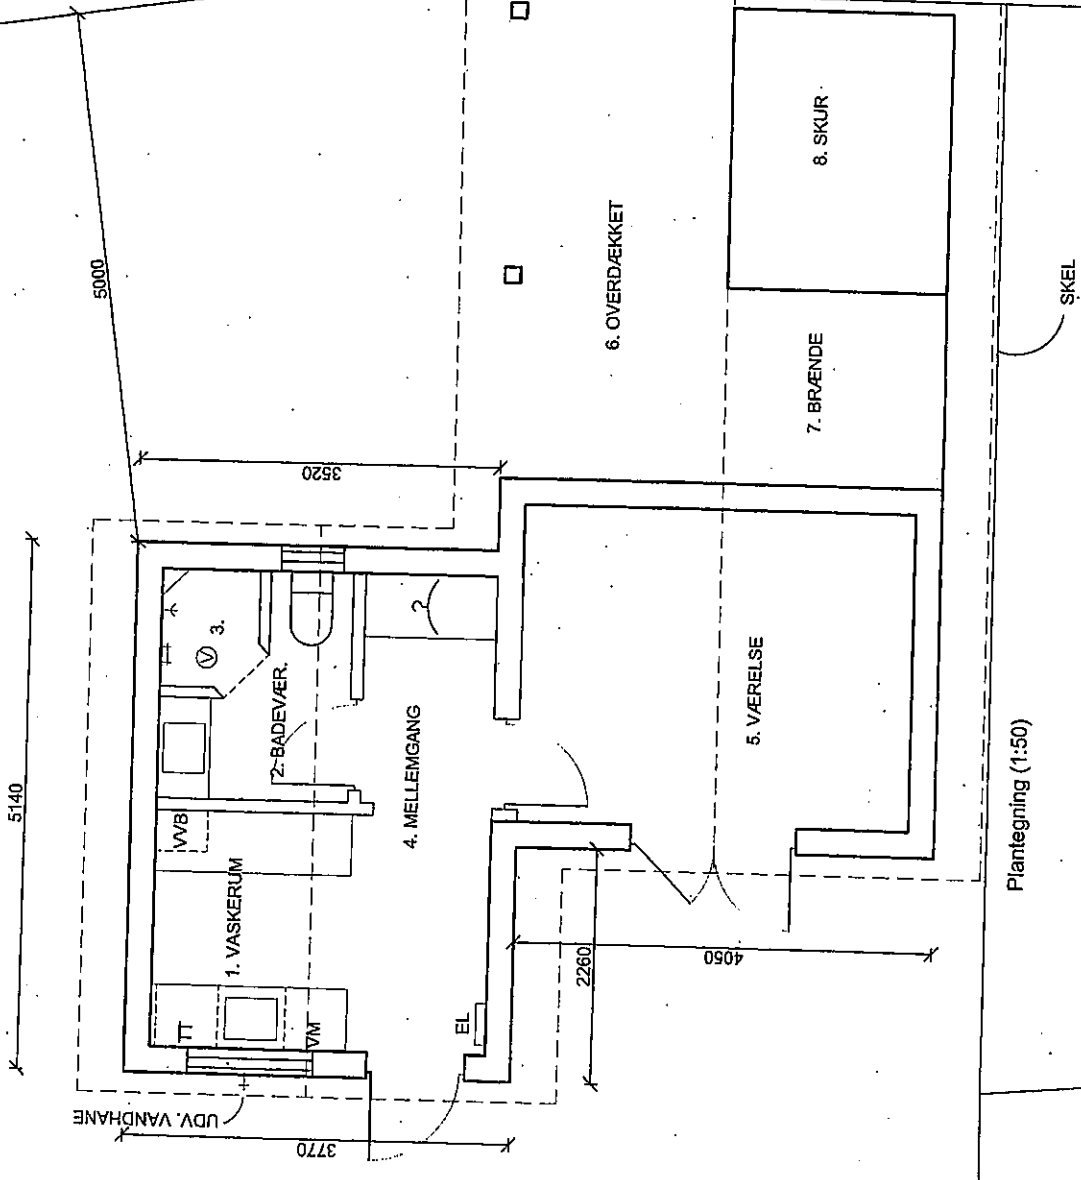 5000
8. SKUR
6. OVERDÆKKET
SKEL
7. BRÆNDE
3520
5140
3.
V
2. BADEVÆR.
VVB
4. MELLEMGANG
5. VÆRELSE
1. VASKERUM
TT
VM
EL
2260
4050
UDV. VANDHANE
3770
Plantegning (1:50)